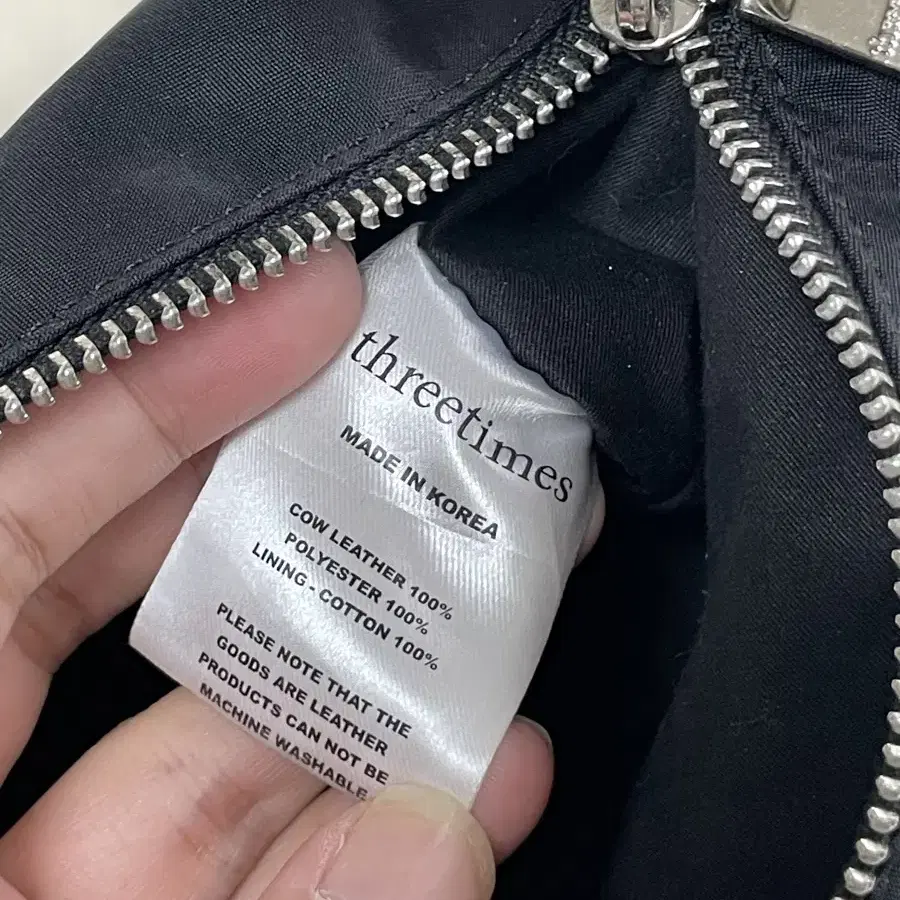 threetimes
MADE IN KOREA
COW LEATHER 100%
POLYESTER 100%
LINING - COTTON 100%
PLEASE NOTE THAT THE
GOODS ARE LEATHER
PRODUCTS CAN NOT BE
MACHINE WASHABLE